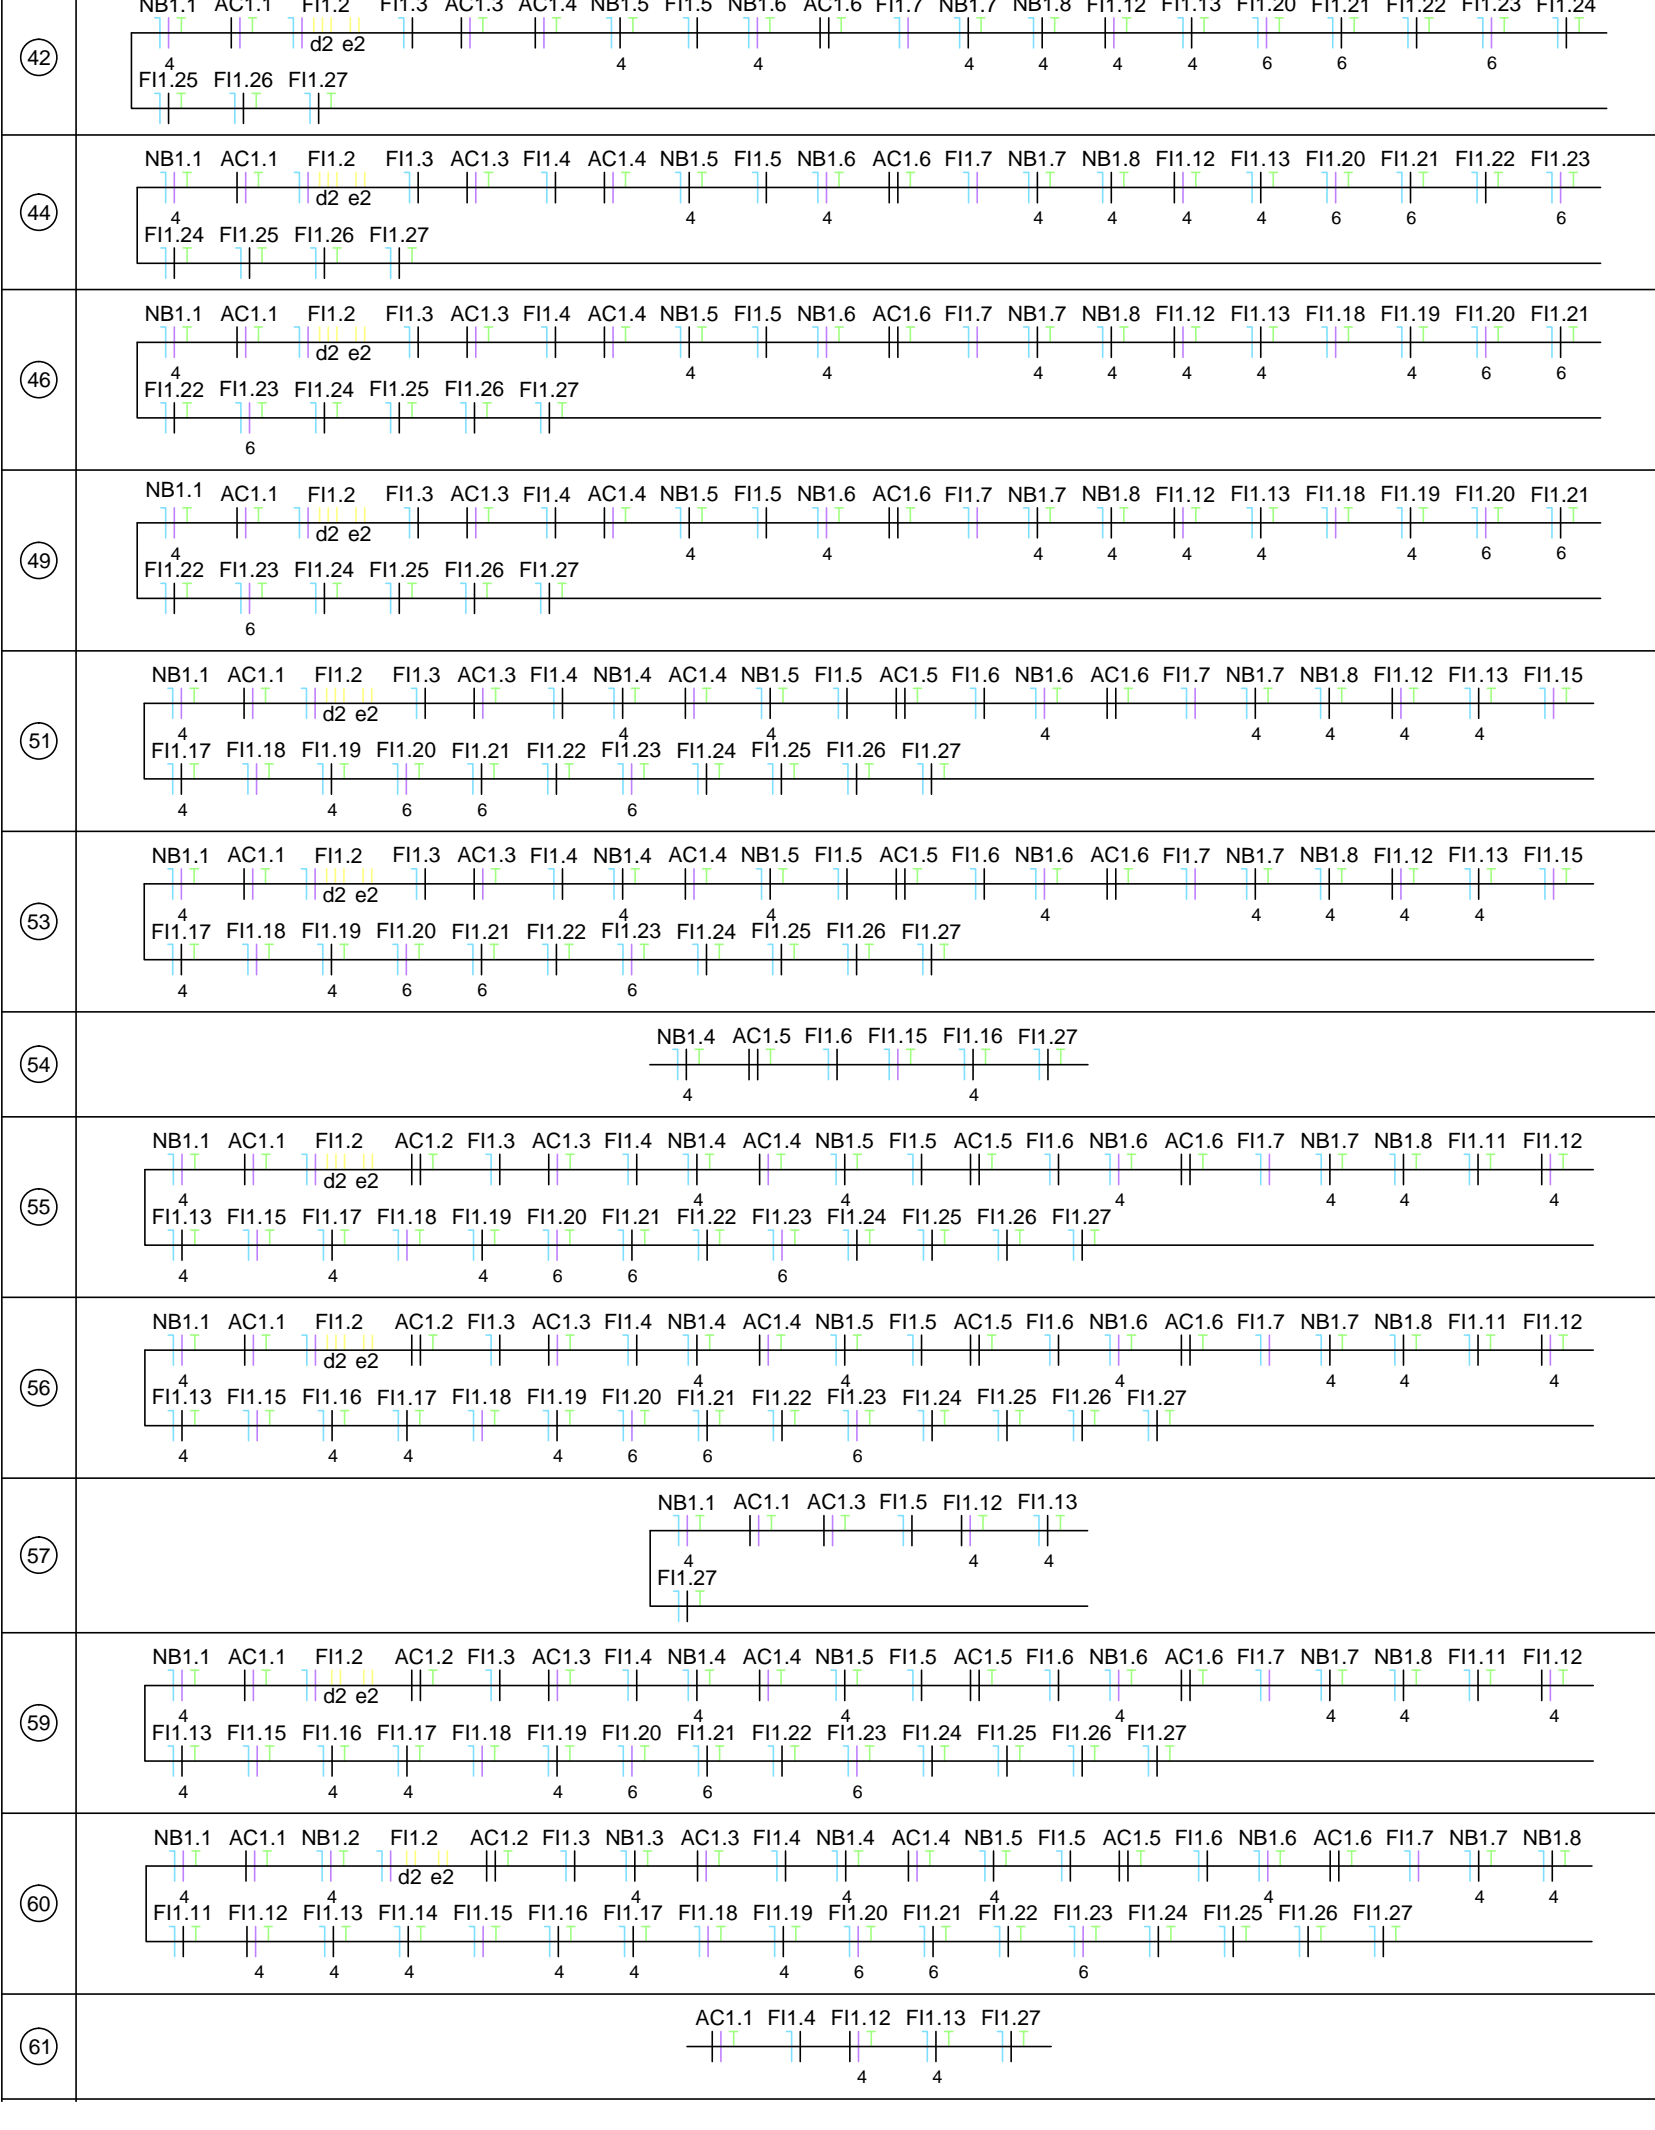 NB1.1 AC1.1 FI1.2 FI1.3 AC1.3 AC1.4 NB1.5 FI1.5 NB1.6 AC1.6 FI1.7 NB1.7 NB1.8 FI1.12 FI1.13 FI1.20 FI1.21 FI1.22 FI1.23 FI1.24
d2 e2
42
4 4 4 4 4 4 4 6 6 6
FI1.25 FI1.26 FI1.27
NB1.1 AC1.1 FI1.2 FI1.3 AC1.3 FI1.4 AC1.4 NB1.5 FI1.5 NB1.6 AC1.6 FI1.7 NB1.7 NB1.8 FI1.12 FI1.13 FI1.20 FI1.21 FI1.22 FI1.23
d2 e2
44
4 4 4 4 4 4 4 6 6 6
FI1.24 FI1.25 FI1.26 FI1.27
NB1.1 AC1.1 FI1.2 FI1.3 AC1.3 FI1.4 AC1.4 NB1.5 FI1.5 NB1.6 AC1.6 FI1.7 NB1.7 NB1.8 FI1.12 FI1.13 FI1.18 FI1.19 FI1.20 FI1.21
d2 e2
46
4 4 4 4 4 4 4 4 6 6
FI1.22 FI1.23 FI1.24 FI1.25 FI1.26 FI1.27
6
NB1.1 AC1.1 FI1.2 FI1.3 AC1.3 FI1.4 AC1.4 NB1.5 FI1.5 NB1.6 AC1.6 FI1.7 NB1.7 NB1.8 FI1.12 FI1.13 FI1.18 FI1.19 FI1.20 FI1.21
d2 e2
49
4 4 4 4 4 4 4 4 6 6
FI1.22 FI1.23 FI1.24 FI1.25 FI1.26 FI1.27
6
NB1.1 AC1.1 FI1.2 FI1.3 AC1.3 FI1.4 NB1.4 AC1.4 NB1.5 FI1.5 AC1.5 FI1.6 NB1.6 AC1.6 FI1.7 NB1.7 NB1.8 FI1.12 FI1.13 FI1.15
d2 e2
51
4 4 4 4 4 4 4 4
FI1.17 FI1.18 FI1.19 FI1.20 FI1.21 FI1.22 FI1.23 FI1.24 FI1.25 FI1.26 FI1.27
4 4 6 6 6
NB1.1 AC1.1 FI1.2 FI1.3 AC1.3 FI1.4 NB1.4 AC1.4 NB1.5 FI1.5 AC1.5 FI1.6 NB1.6 AC1.6 FI1.7 NB1.7 NB1.8 FI1.12 FI1.13 FI1.15
d2 e2
53
4 4 4 4 4 4 4 4
FI1.17 FI1.18 FI1.19 FI1.20 FI1.21 FI1.22 FI1.23 FI1.24 FI1.25 FI1.26 FI1.27
4 4 6 6 6
NB1.4 AC1.5 FI1.6 FI1.15 FI1.16 FI1.27
54
4 4
NB1.1 AC1.1 FI1.2 AC1.2 FI1.3 AC1.3 FI1.4 NB1.4 AC1.4 NB1.5 FI1.5 AC1.5 FI1.6 NB1.6 AC1.6 FI1.7 NB1.7 NB1.8 FI1.11 FI1.12
d2 e2
55
4 4 4 4 4 4 4
FI1.13 FI1.15 FI1.17 FI1.18 FI1.19 FI1.20 FI1.21 FI1.22 FI1.23 FI1.24 FI1.25 FI1.26 FI1.27
4 4 4 6 6 6
NB1.1 AC1.1 FI1.2 AC1.2 FI1.3 AC1.3 FI1.4 NB1.4 AC1.4 NB1.5 FI1.5 AC1.5 FI1.6 NB1.6 AC1.6 FI1.7 NB1.7 NB1.8 FI1.11 FI1.12
d2 e2
56
4 4 4 4 4 4 4
FI1.13 FI1.15 FI1.16 FI1.17 FI1.18 FI1.19 FI1.20 FI1.21 FI1.22 FI1.23 FI1.24 FI1.25 FI1.26 FI1.27
4 4 4 4 6 6 6
NB1.1 AC1.1 AC1.3 FI1.5 FI1.12 FI1.13
57
4 4 4
FI1.27
NB1.1 AC1.1 FI1.2 AC1.2 FI1.3 AC1.3 FI1.4 NB1.4 AC1.4 NB1.5 FI1.5 AC1.5 FI1.6 NB1.6 AC1.6 FI1.7 NB1.7 NB1.8 FI1.11 FI1.12
d2 e2
59
4 4 4 4 4 4 4
FI1.13 FI1.15 FI1.16 FI1.17 FI1.18 FI1.19 FI1.20 FI1.21 FI1.22 FI1.23 FI1.24 FI1.25 FI1.26 FI1.27
4 4 4 4 6 6 6
NB1.1 AC1.1 NB1.2 FI1.2 AC1.2 FI1.3 NB1.3 AC1.3 FI1.4 NB1.4 AC1.4 NB1.5 FI1.5 AC1.5 FI1.6 NB1.6 AC1.6 FI1.7 NB1.7 NB1.8
d2 e2
60
4 4 4 4 4 4 4 4
FI1.11 FI1.12 FI1.13 FI1.14 FI1.15 FI1.16 FI1.17 FI1.18 FI1.19 FI1.20 FI1.21 FI1.22 FI1.23 FI1.24 FI1.25 FI1.26 FI1.27
4 4 4 4 4 4 6 6 6
AC1.1 FI1.4 FI1.12 FI1.13 FI1.27
61
4 4